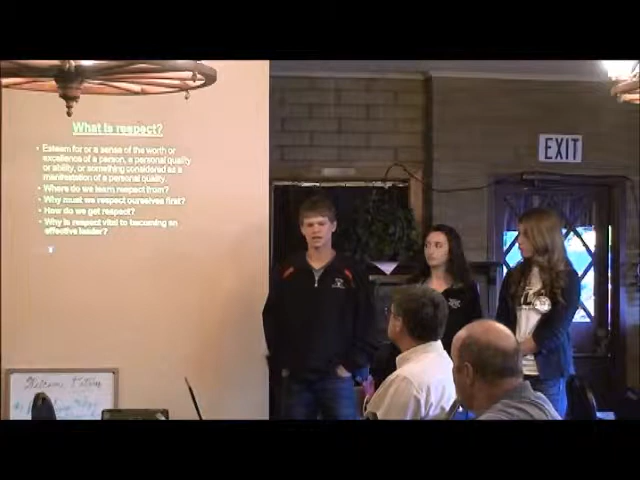 What is respect?
• Esteem for or a sense of the worth or
excellence of a person, a personal quality
or ability, or something considered as a
manifestation of a personal quality.
• Where do we learn respect from?
• Why must we respect ourselves first?
• How do we get respect?
• Why is respect vital to becoming an
effective leader?
EXIT
Welcome